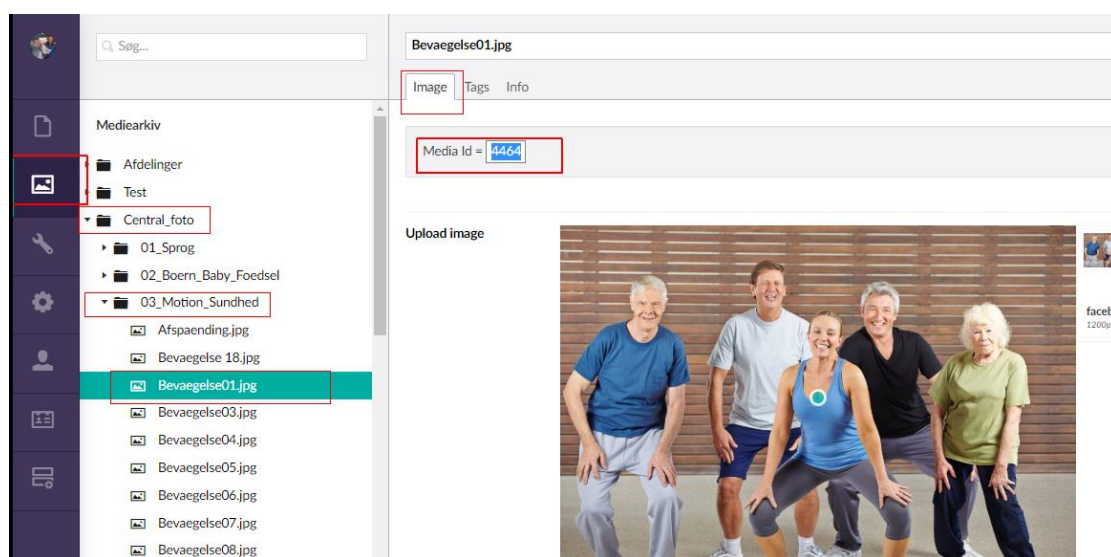 Søg...
Mediearkiv
Afdelinger
Test
Central_foto
01_Sprog
02_Boern_Baby_Foedsel
03_Motion_Sundhed
Afspaending.jpg
Bevaegelse 18.jpg
Bevaegelse01.jpg
Bevaegelse03.jpg
Bevaegelse04.jpg
Bevaegelse05.jpg
Bevaegelse06.jpg
Bevaegelse07.jpg
Bevaegelse08.jpg
Bevaegelse01.jpg
Image Tags Info
Media Id = 4464
Upload image